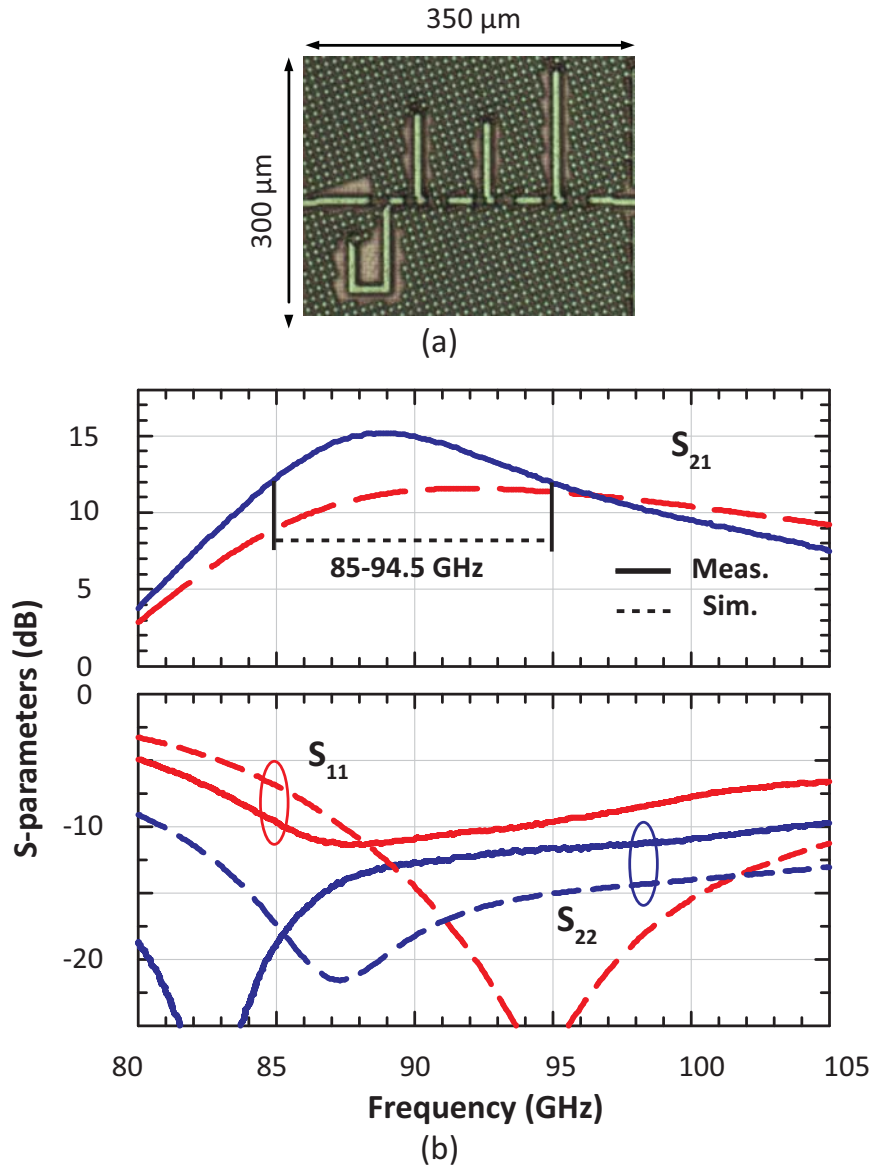 350 µm
300 µm
(a)
S21
15
10
5
0
85-94.5 GHz
Meas.
Sim.
S-parameters (dB)
0
-10
-20
S11
S22
80 85 90 95 100 105
Frequency (GHz)
(b)